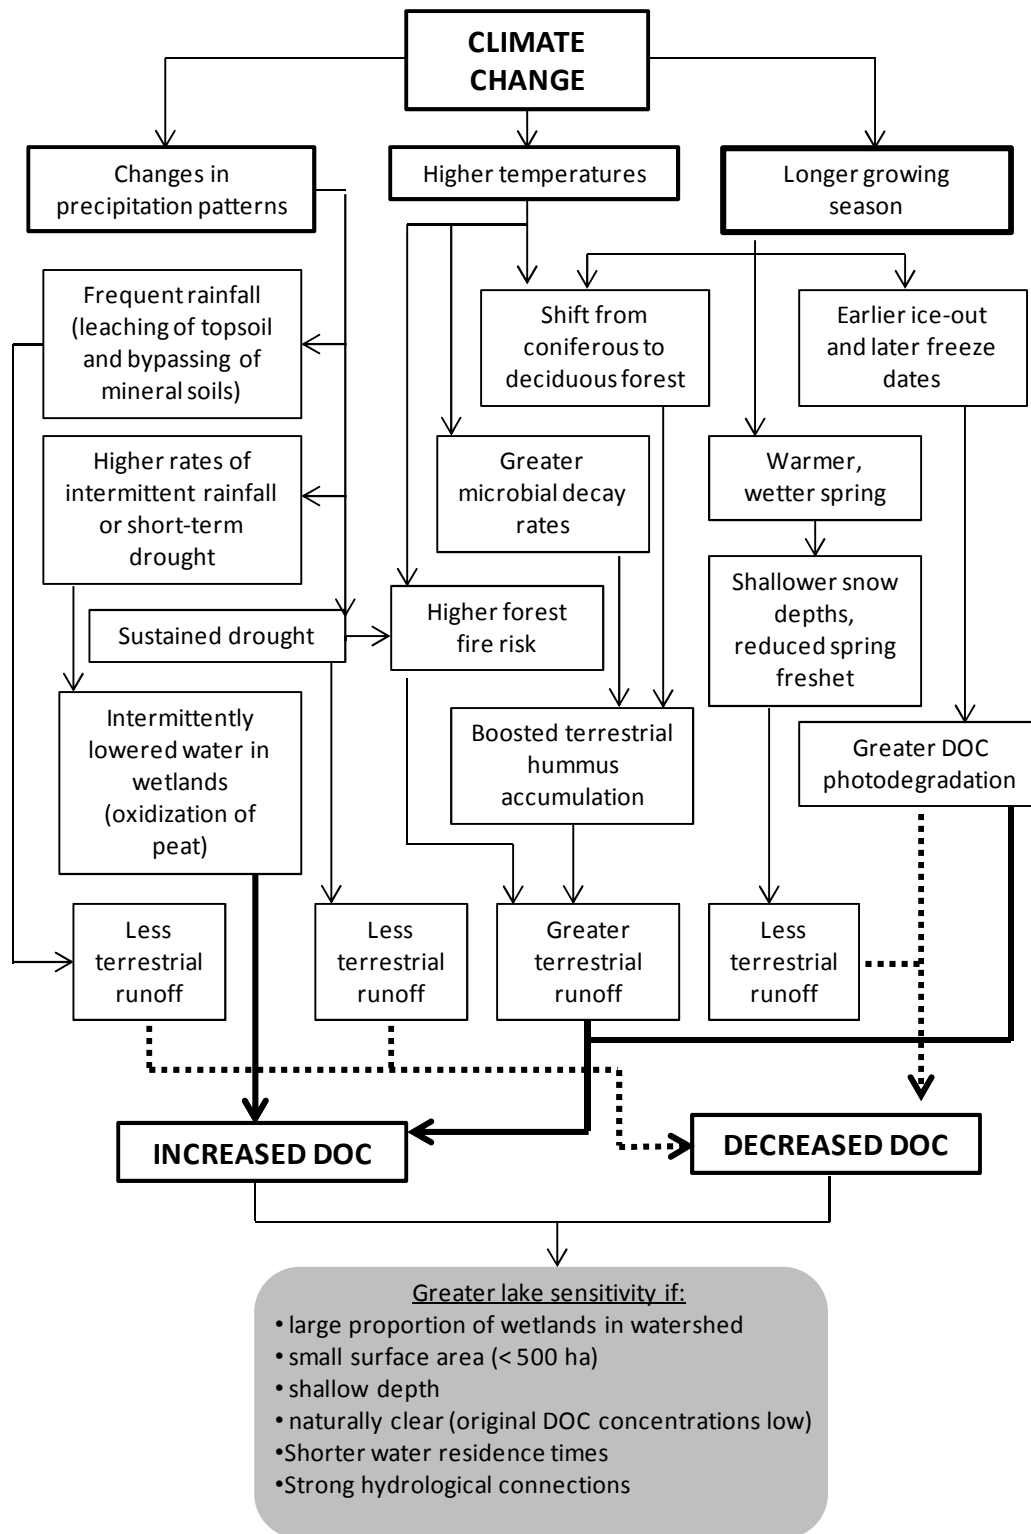 CLIMATE
CHANGE
Changes in
precipitation patterns
Higher temperatures
Longer growing
season
Frequent rainfall
(leaching of topsoil
and bypassing of
mineral soils)
Shift from
coniferous to
deciduous forest
Earlier ice-out
and later freeze
dates
Higher rates of
intermittent rainfall
or short-term
drought
Greater
microbial decay
rates
Warmer,
wetter spring
Sustained drought
Higher forest
fire risk
Shallower snow
depths,
reduced spring
freshet
Intermittently
lowered water in
wetlands
(oxidization of
peat)
Boosted terrestrial
hummus
accumulation
Greater DOC
photodegradation
Less
terrestrial
runoff
Less
terrestrial
runoff
Greater
terrestrial
runoff
Less
terrestrial
runoff
INCREASED DOC
DECREASED DOC
Greater lake sensitivity if:
• large proportion of wetlands in watershed
• small surface area (< 500 ha)
• shallow depth
• naturally clear (original DOC concentrations low)
• Shorter water residence times
• Strong hydrological connections